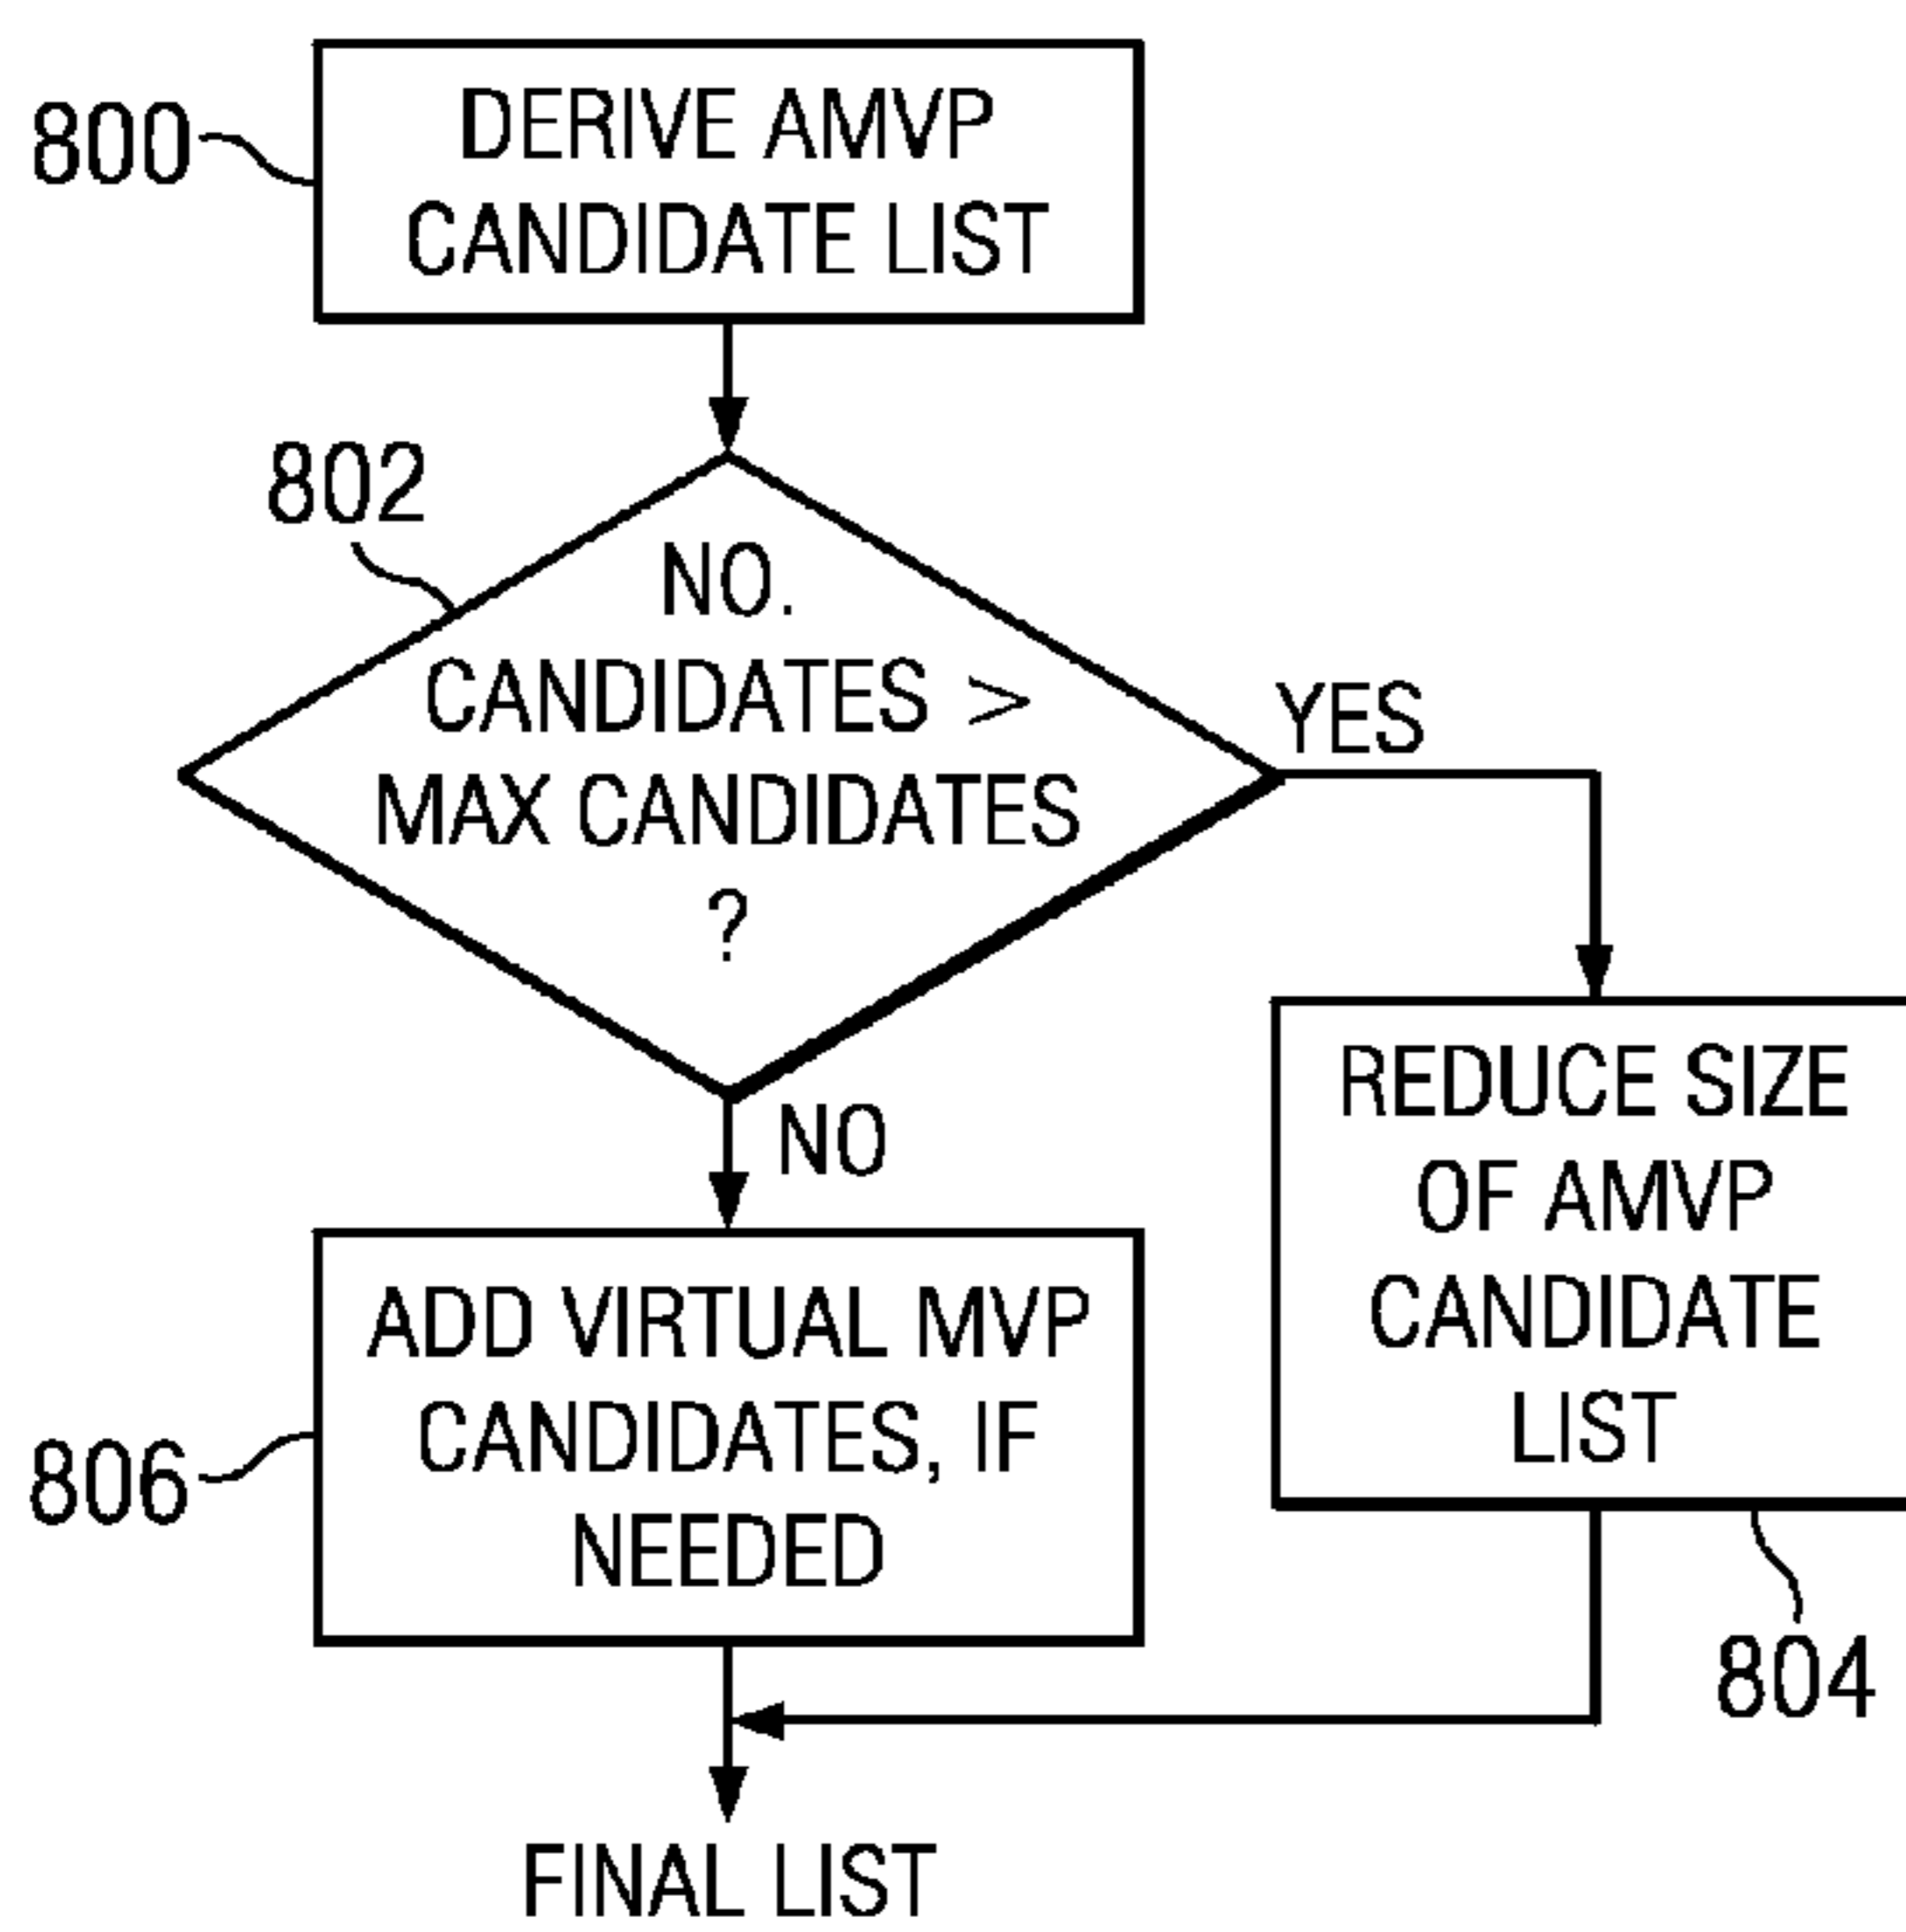 800
DERIVE AMVP
CANDIDATE LIST
802
NO.
CANDIDATES >
MAX CANDIDATES
?
YES
NO
REDUCE SIZE
OF AMVP
CANDIDATE
LIST
804
806
ADD VIRTUAL MVP
CANDIDATES, IF
NEEDED
FINAL LIST